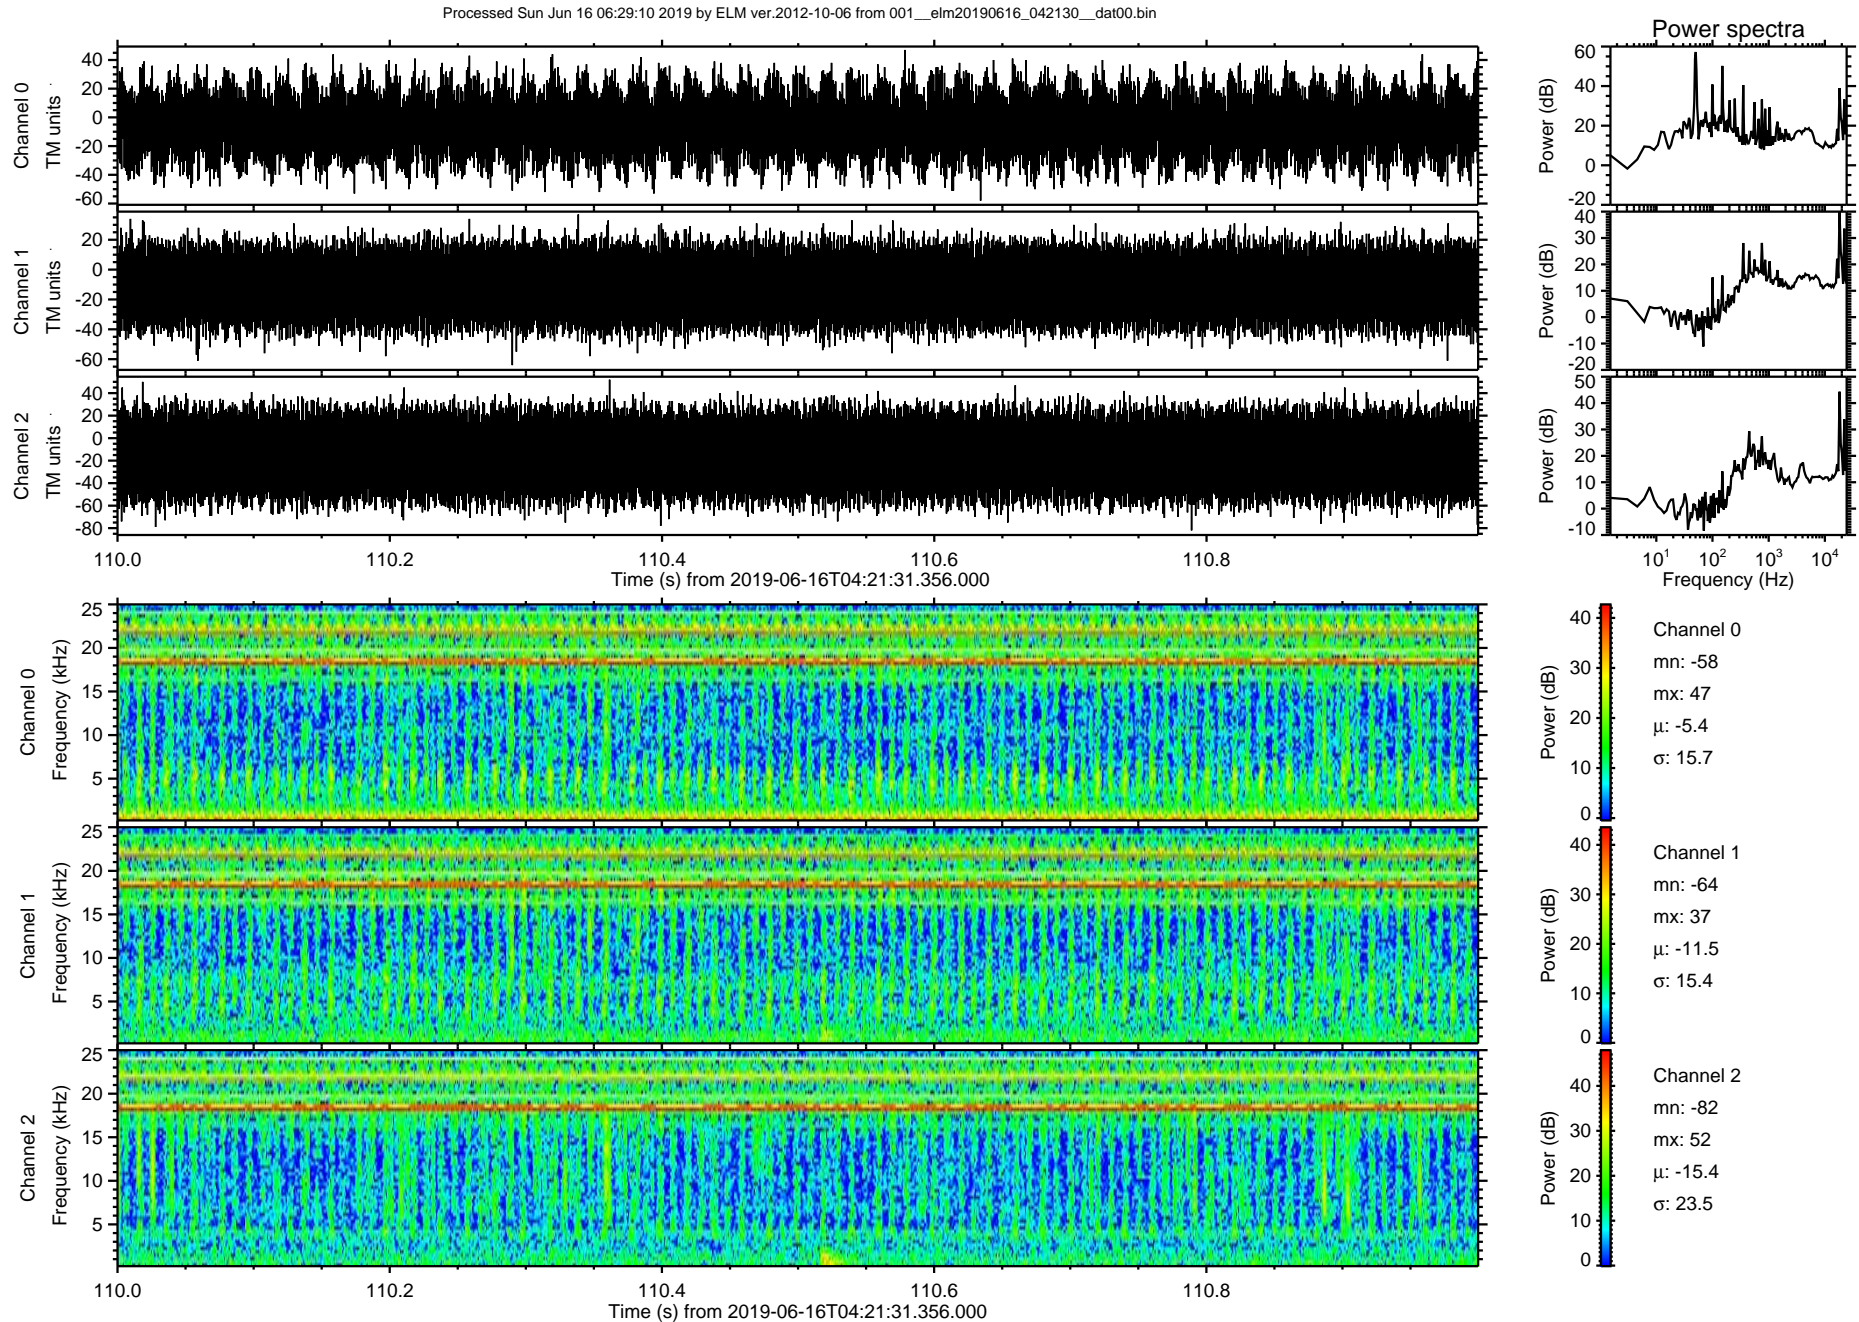 Processed Sun Jun 16 06:29:10 2019 by ELM ver.2012-10-06 from 001__elm20190616_042130__dat00.bin
Power spectra
Channel 0
TM units
40
20
0
-20
-40
-60
Power (dB)
60
40
20
0
-20
Channel 1
TM units
20
0
-20
-40
-60
Power (dB)
40
30
20
10
0
-10
-20
Channel 2
TM units
40
20
0
-20
-40
-60
-80
Power (dB)
50
40
30
20
10
0
-10
110.0 110.2 110.4 110.6 110.8
Time (s) from 2019-06-16T04:21:31.356.000
10¹ 10² 10³ 10⁴
Frequency (Hz)
Channel 0
Frequency (kHz)
25
20
15
10
5
Power (dB)
40
30
20
10
0
Channel 0
mn: -58
mx: 47
μ: -5.4
σ: 15.7
Channel 1
Frequency (kHz)
25
20
15
10
5
Power (dB)
40
30
20
10
0
Channel 1
mn: -64
mx: 37
μ: -11.5
σ: 15.4
Channel 2
Frequency (kHz)
25
20
15
10
5
Power (dB)
40
30
20
10
0
Channel 2
mn: -82
mx: 52
μ: -15.4
σ: 23.5
110.0 110.2 110.4 110.6 110.8
Time (s) from 2019-06-16T04:21:31.356.000